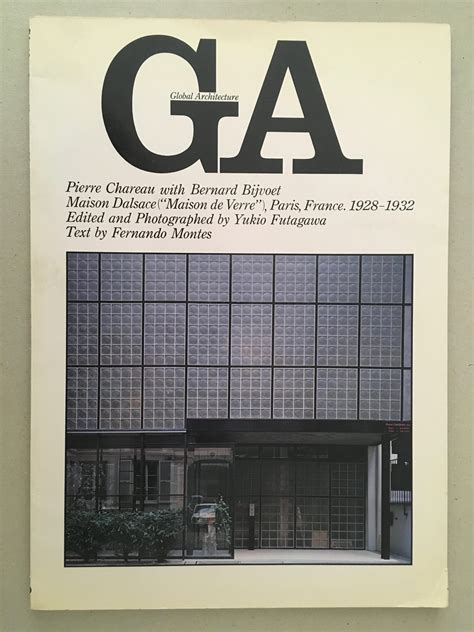 GA
Global Architecture
Pierre Chareau with Bernard Bijvoet
Maison Dalsace ("Maison de Verre"), Paris, France. 1928-1932
Edited and Photographed by Yukio Futagawa
Text by Fernando Montes